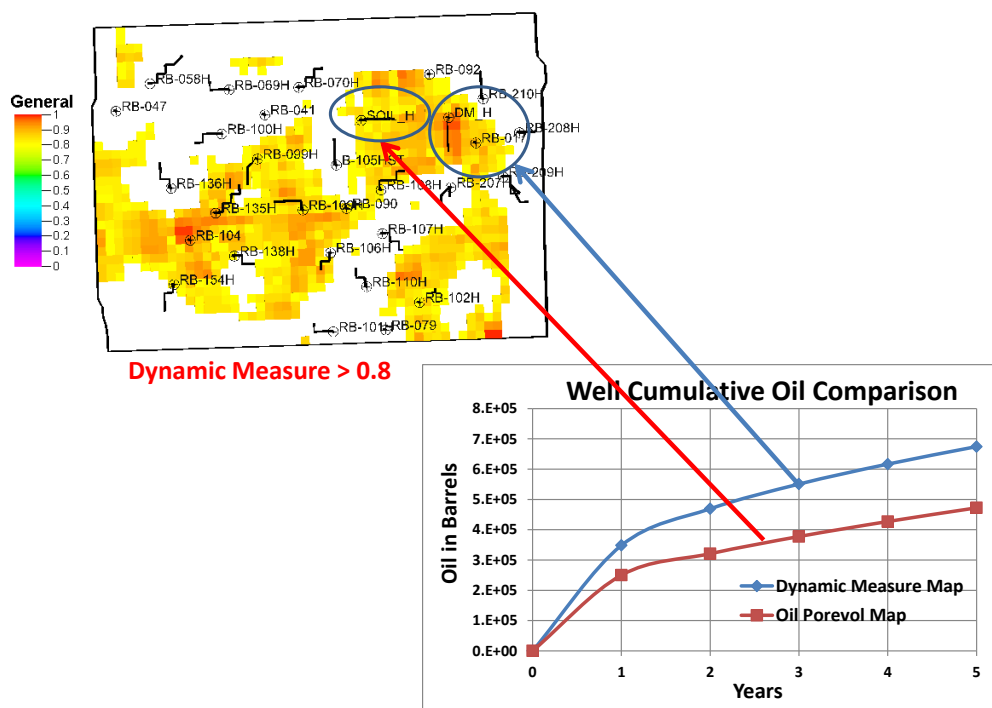 RB-092
RB-058H
RB-069H
RB-070H
RB-210H
General
RB-047
RB-041
SOIL_H
DM_H
1
0.9
0.8
0.7
0.6
0.5
0.4
0.3
0.2
0.1
0
RB-100H
RB-208H
RB-017
RB-099H
B-105HST
RB-209H
RB-136H
RB-108H
RB-207H
RB-135H
RB-109H
RB-090
RB-104
RB-107H
RB-138H
RB-106H
RB-154H
RB-110H
RB-102H
RB-101H
RB-079
Dynamic Measure > 0.8
Well Cumulative Oil Comparison
8.E+05
7.E+05
6.E+05
5.E+05
4.E+05
3.E+05
2.E+05
1.E+05
0.E+00
Oil in Barrels
Dynamic Measure Map
Oil Porevol Map
0 1 2 3 4 5
Years